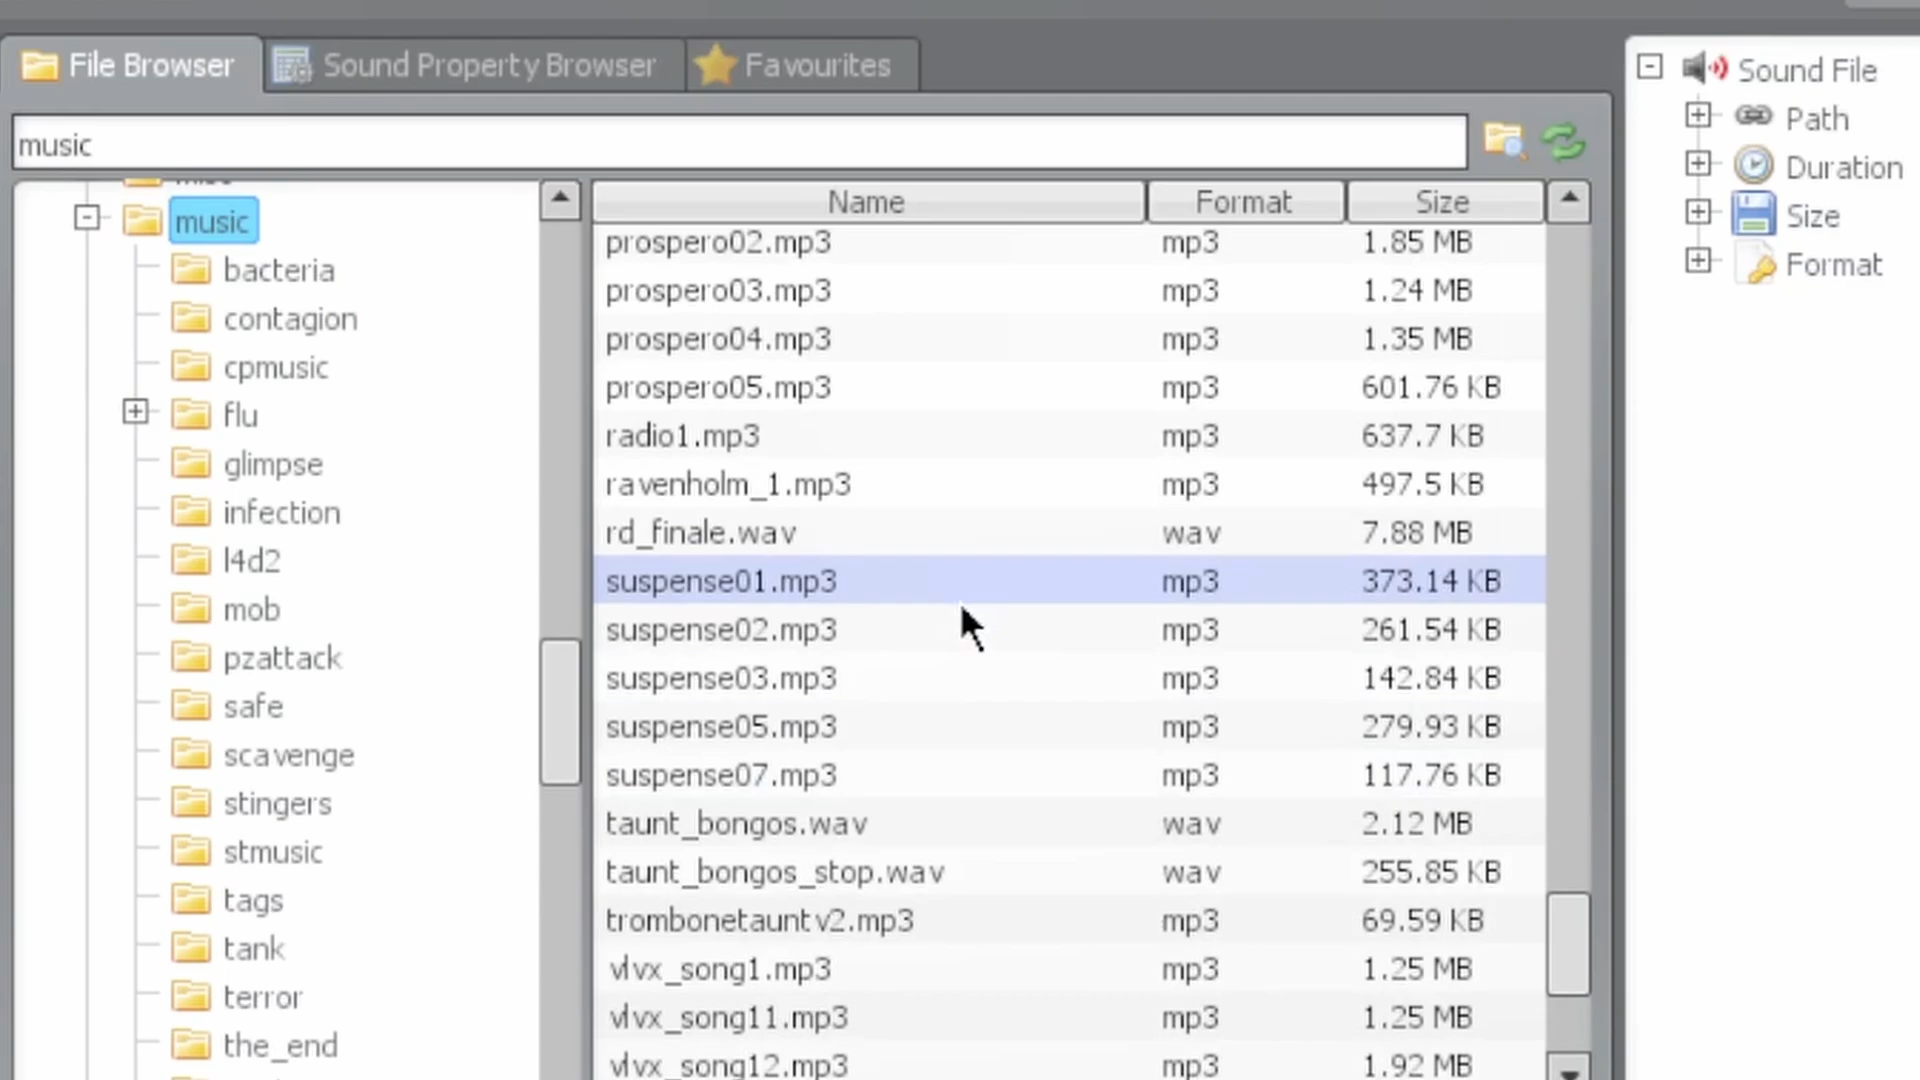 File Browser
Sound Property Browser
Favourites
music
music
bacteria
contagion
cpmusic
flu
glimpse
infection
l4d2
mob
pzattack
safe
scavenge
stingers
stmusic
tags
tank
terror
the_end
Name Format Size
prospero02.mp3 mp3 1.85 MB
prospero03.mp3 mp3 1.24 MB
prospero04.mp3 mp3 1.35 MB
prospero05.mp3 mp3 601.76 KB
radio1.mp3 mp3 637.7 KB
ravenholm_1.mp3 mp3 497.5 KB
rd_finale.wav wav 7.88 MB
suspense01.mp3 mp3 373.14 KB
suspense02.mp3 mp3 261.54 KB
suspense03.mp3 mp3 142.84 KB
suspense05.mp3 mp3 279.93 KB
suspense07.mp3 mp3 117.76 KB
taunt_bongos.wav wav 2.12 MB
taunt_bongos_stop.wav wav 255.85 KB
trombonetauntv2.mp3 mp3 69.59 KB
vlvx_song1.mp3 mp3 1.25 MB
vlvx_song11.mp3 mp3 1.25 MB
vlvx_song12.mp3 mp3 1.92 MB
Sound File
Path
Duration
Size
Format